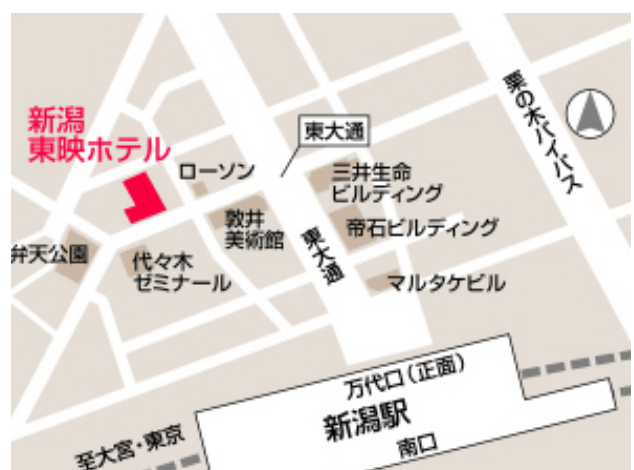 新潟
東映ホテル
ローソン
東大通
三井生命
ビルディング
栗の木バイパス
敦井
美術館
帝石ビルディング
東大通
弁天公園
代々木
ゼミナール
マルタケビル
万代口(正面)
新潟駅
南口
至大宮・東京